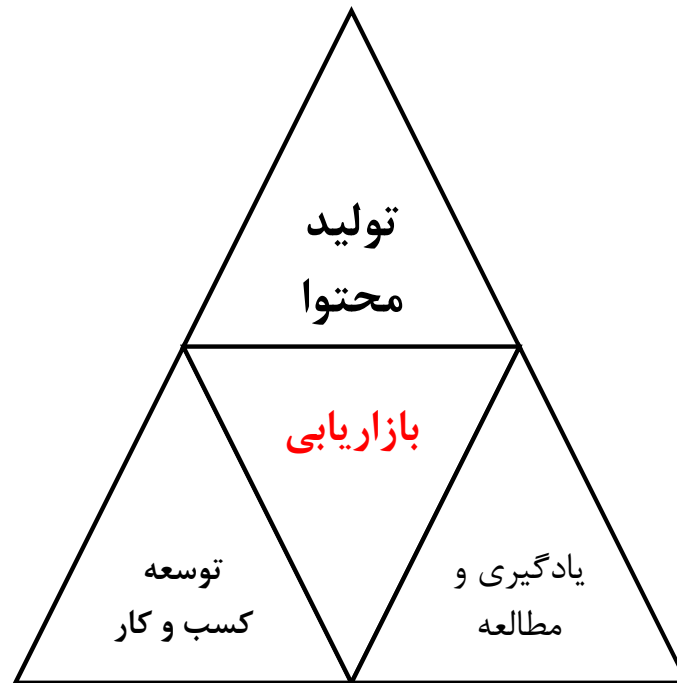 تولید
محتوا
بازاریابی
یادگیری و
مطالعه
توسعه
کسب و کار